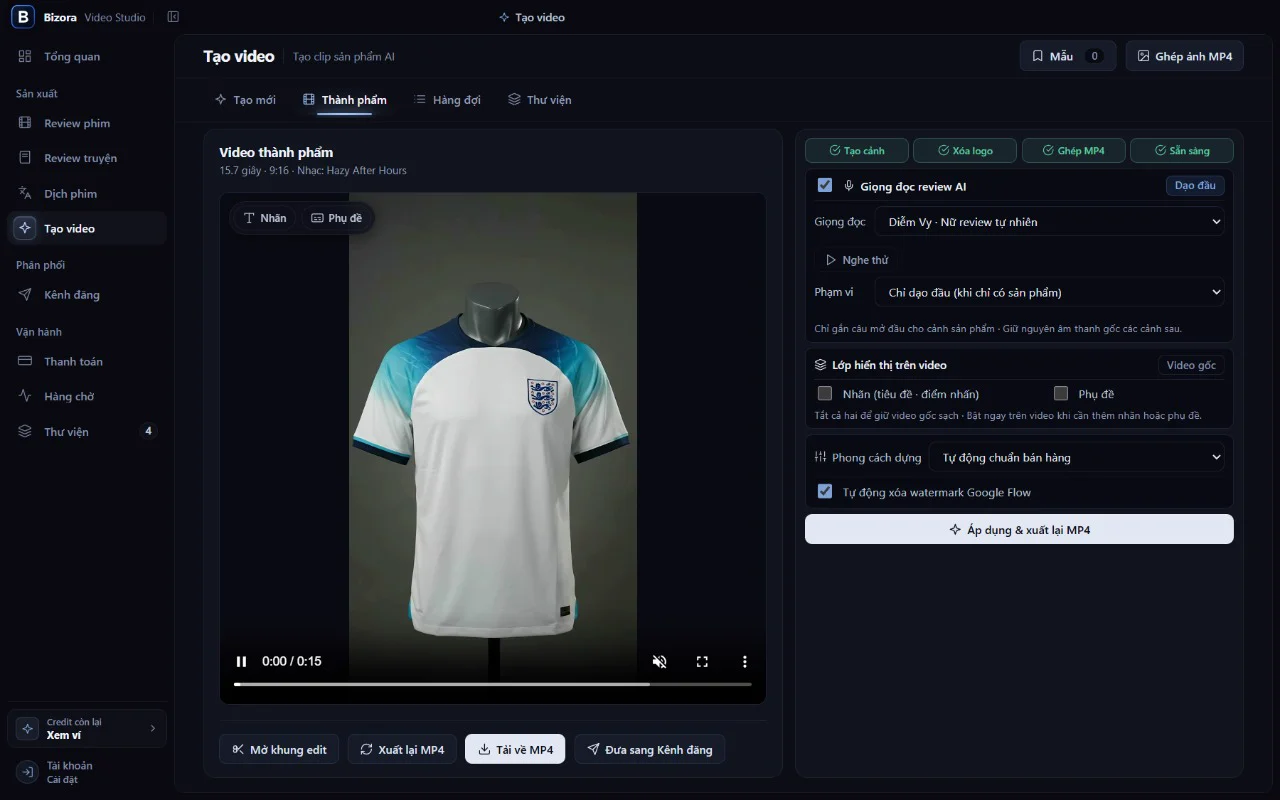 B Bizora Video Studio
Tạo video
Tổng quan
Sản xuất
Review phim
Review truyện
Dịch phim
Tạo video
Phân phối
Kênh đăng
Vận hành
Thanh toán
Hàng chờ
Thư viện 4
Credit còn lại
Xem ví
Tài khoản
Cài đặt
Tạo video Tạo clip sản phẩm AI
Mẫu 0
Ghép ảnh MP4
Tạo mới
Thành phẩm
Hàng đợi
Thư viện
Video thành phẩm
15.7 giây · 9:16 · Nhạc: Hazy After Hours
Nhãn
Phụ đề
0:00 / 0:15
Mở khung edit
Xuất lại MP4
Tải về MP4
Đưa sang Kênh đăng
Tạo cảnh
Xóa logo
Ghép MP4
Sẵn sàng
Giọng đọc review AI
Dạo đầu
Giọng đọc
Diễm Vy · Nữ review tự nhiên
Nghe thử
Phạm vi
Chỉ dạo đầu (khi chỉ có sản phẩm)
Chỉ gắn câu mở đầu cho cảnh sản phẩm · Giữ nguyên âm thanh gốc các cảnh sau.
Lớp hiển thị trên video
Video gốc
Nhãn (tiêu đề · điểm nhấn)
Phụ đề
Tắt cả hai để giữ video gốc sạch · Bật ngay trên video khi cần thêm nhãn hoặc phụ đề.
Phong cách dựng
Tự động chuẩn bán hàng
Tự động xóa watermark Google Flow
Áp dụng & xuất lại MP4